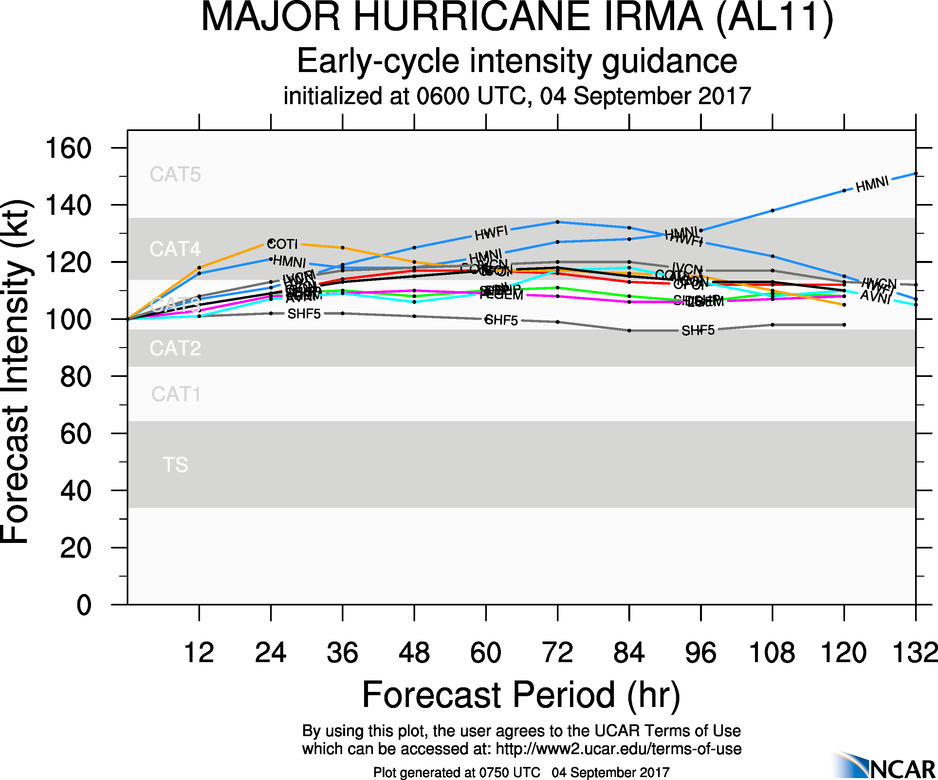 MAJOR HURRICANE IRMA (AL11)
Early-cycle intensity guidance
initialized at 0600 UTC, 04 September 2017
Forecast Intensity (kt)
160
140
120
100
80
60
40
20
0
CAT5
CAT4
CAT2
CAT1
TS
COTI
HMNI
SHF5
HWFI
HMNI
SHF5
HMNI
HWFI
IVCN
SHF5
HMNI
AVNI
12 24 36 48 60 72 84 96 108 120 132
Forecast Period (hr)
By using this plot, the user agrees to the UCAR Terms of Use
which can be accessed at: http://www2.ucar.edu/terms-of-use
Plot generated at 0750 UTC 04 September 2017
NCAR